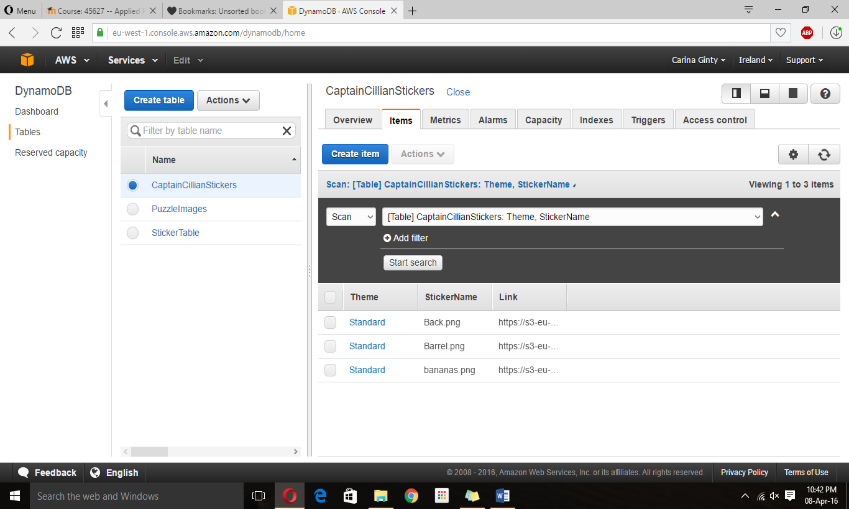 Menu
Course: 45627 -- Applied
Bookmarks: Unsorted boo
DynamoDB - AWS Console
eu-west-1.console.aws.amazon.com/dynamodb/home
ABP
AWS Services Edit Carina Ginty Ireland Support
DynamoDB
Dashboard
Tables
Reserved capacity
Create table Actions
Filter by table name
Name
CaptainCillianStickers
PuzzleImages
StickerTable
CaptainCillianStickers Close
Overview Items Metrics Alarms Capacity Indexes Triggers Access control
Create item Actions
Scan: [Table] CaptainCillianStickers: Theme, StickerName
Viewing 1 to 3 items
Scan [Table] CaptainCillianStickers: Theme, StickerName
Add filter
Start search
Theme StickerName Link
Standard Back.png https://s3-eu-...
Standard Barrel.png https://s3-eu-...
Standard bananas.png https://s3-eu-...
Feedback English © 2008 - 2016, Amazon Web Services, Inc. or its affiliates. All rights reserved. Privacy Policy Terms of Use
Search the web and Windows
10:42 PM
08-Apr-16